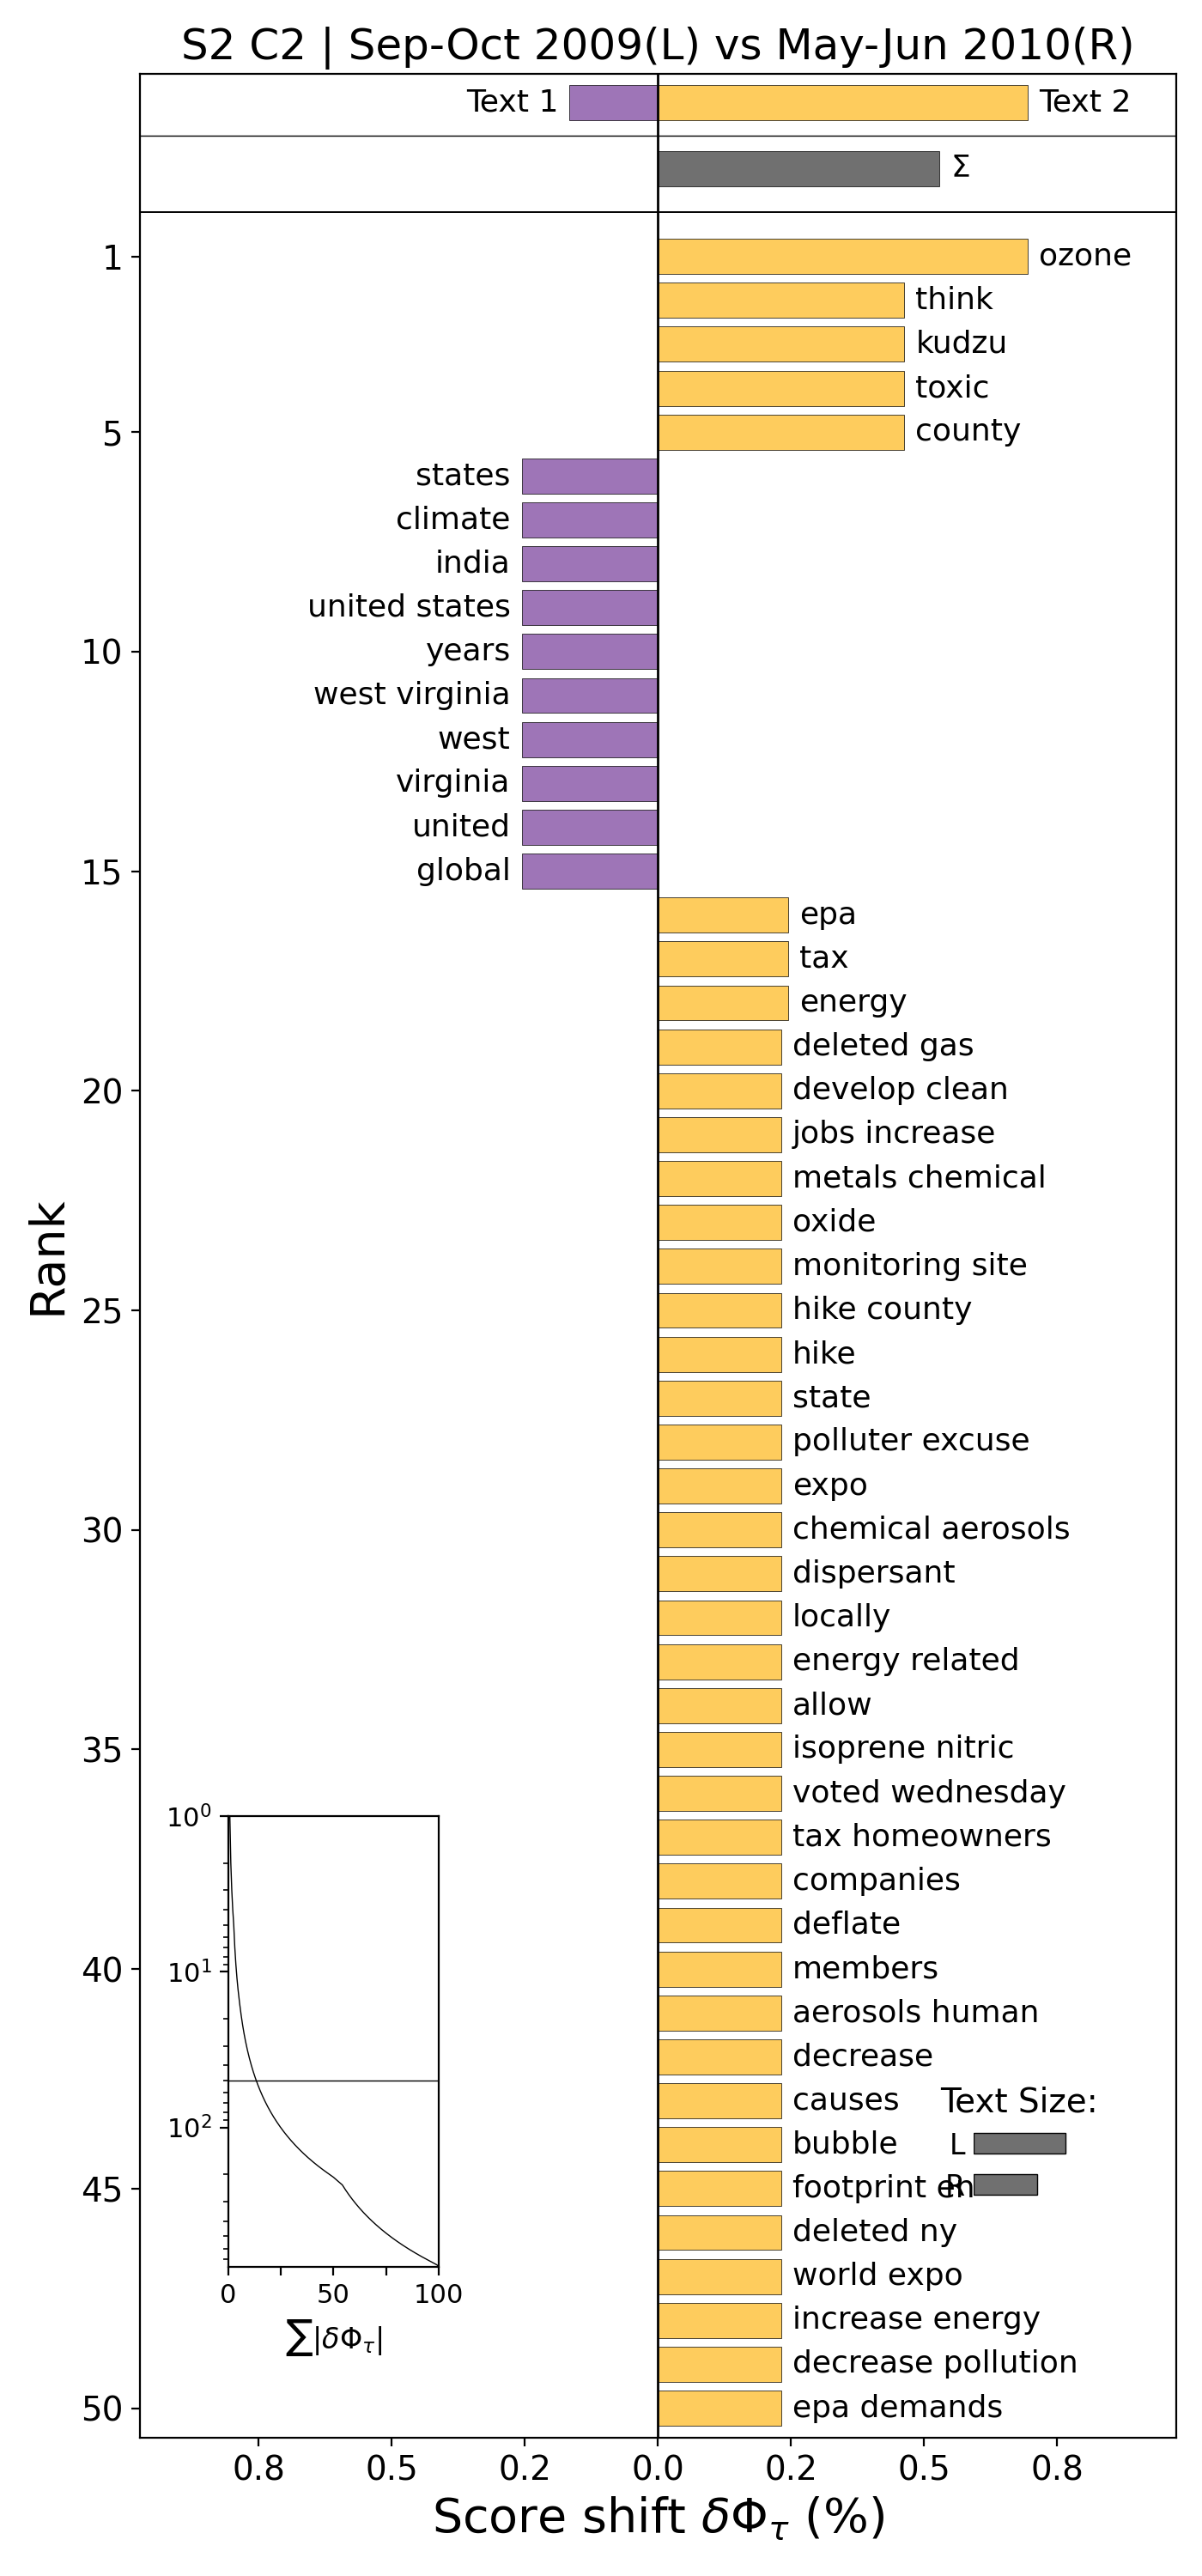 S2 C2 | Sep-Oct 2009(L) vs May-Jun 2010(R)
Text 1 Text 2
Σ
1 ozone
think
kudzu
toxic
5 county
states
climate
india
united states
10 years
west virginia
west
virginia
united
15 global
epa
tax
energy
deleted gas
20 develop clean
jobs increase
metals chemical
oxide
monitoring site
25 hike county
hike
state
polluter excuse
expo
30 chemical aerosols
dispersant
locally
energy related
allow
35 isoprene nitric
voted wednesday
tax homeowners
companies
deflate
40 members
aerosols human
decrease
causes
bubble
45 footprint en
deleted ny
world expo
increase energy
decrease pollution
50 epa demands
Rank
10⁰
10¹
10²
0 50 100
∑|δΦτ|
Text Size:
L
R
0.8 0.5 0.2 0.0 0.2 0.5 0.8
Score shift δΦτ (%)